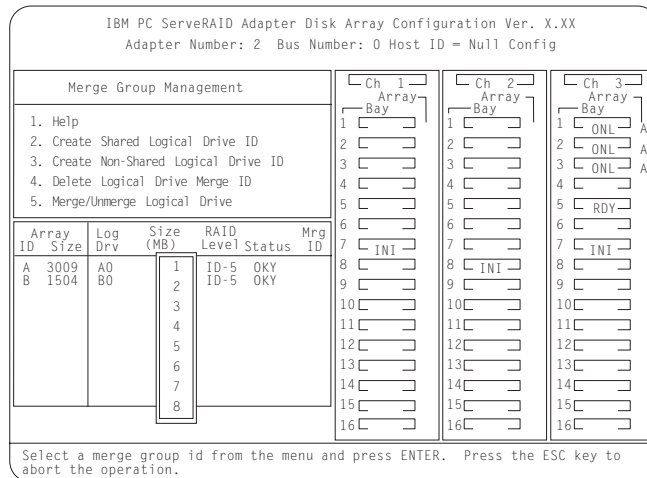 IBM PC ServeRAID Adapter Disk Array Configuration Ver. X.XX
Adapter Number: 2 Bus Number: 0 Host ID = Null Config
Merge Group Management
1. Help
2. Create Shared Logical Drive ID
3. Create Non-Shared Logical Drive ID
4. Delete Logical Drive Merge ID
5. Merge/Unmerge Logical Drive
Array Log Size RAID Mrg
ID Size Drv (MB) Level Status ID
A 3009 A0 ID-5 OKY
B 1504 B0 ID-5 OKY
1
2
3
4
5
6
7
8
Ch 1
Array
Bay
1
2
3
4
5
6
7 INI
8
9
10
11
12
13
14
15
16
Ch 2
Array
Bay
1
2
3
4
5
6
7
8 INI
9
10
11
12
13
14
15
16
Ch 3
Array
Bay
1 ONL A
2 ONL A
3 ONL A
4
5 RDY
6
7 INI
8
9
10
11
12
13
14
15
16
Select a merge group id from the menu and press ENTER. Press the ESC key to
abort the operation.